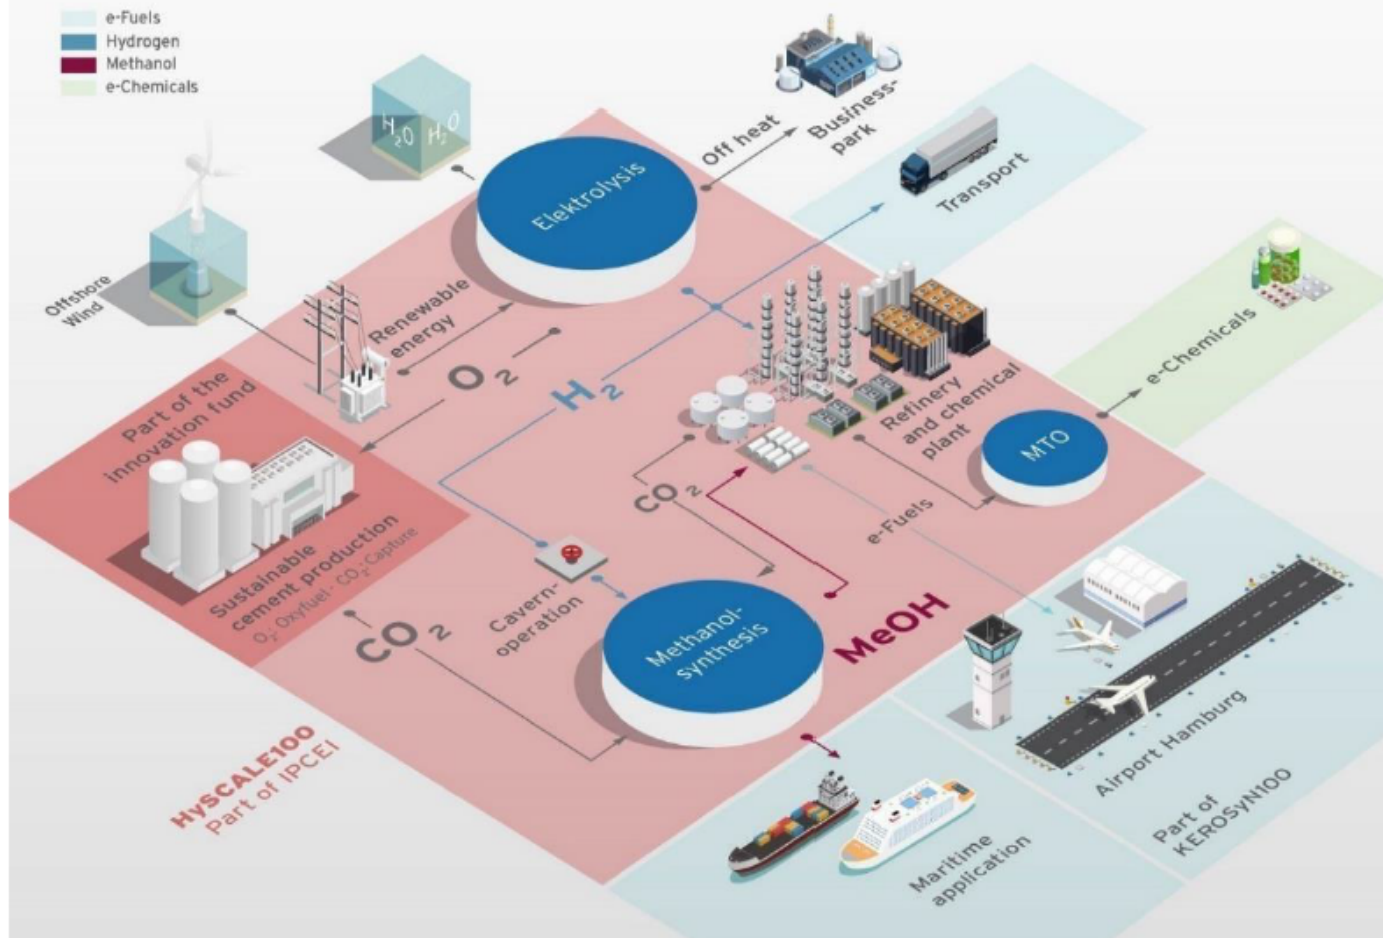 e-Fuels
Hydrogen
Methanol
e-Chemicals
H₂O
H₂O
Elektrolysis
Off heat
Business-
park
Transport
Offshore
Wind
Renewable
energy
O₂
H₂
Part of the
innovation fund
Refinery
and chemical
plant
e-Chemicals
MTO
CO₂
e-Fuels
Sustainable
cement production
O₂: Oxyfuel · CO₂: Capture
CO₂
Cavern-
operation
Methanol-
synthesis
MeOH
HySCALE100
Part of IPCEI
Airport Hamburg
Part of
KEROSyN100
Maritime
application